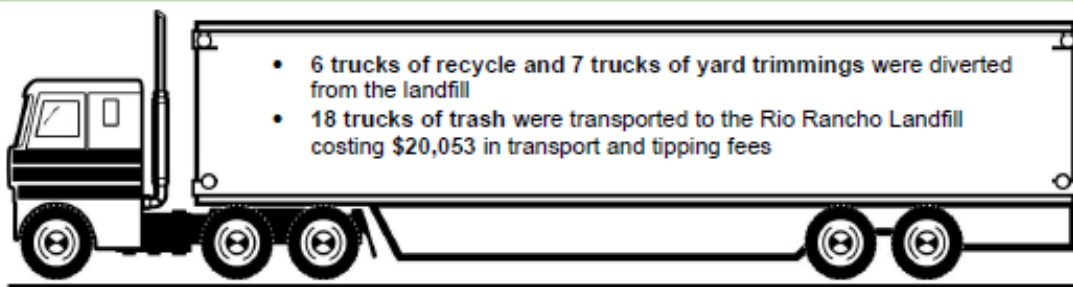 • 6 trucks of recycle and 7 trucks of yard trimmings were diverted
from the landfill
• 18 trucks of trash were transported to the Rio Rancho Landfill
costing $20,053 in transport and tipping fees